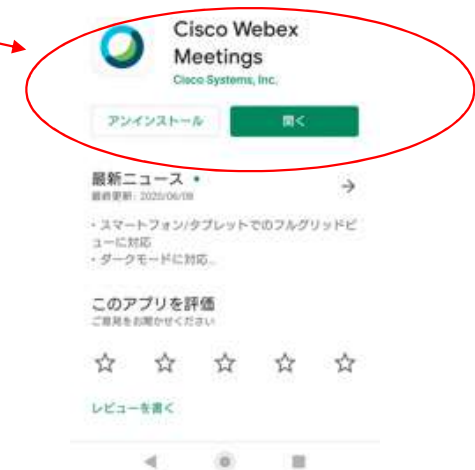 Cisco Webex
Meetings
Cisco Systems, Inc.
アンインストール
開く
最新ニュース •
最終更新: 2020/06/09
・スマートフォン/タブレットでのフルグリッドビ
ューに対応
・ダークモードに対応...
このアプリを評価
ご意見をお聞かせください
レビューを書く